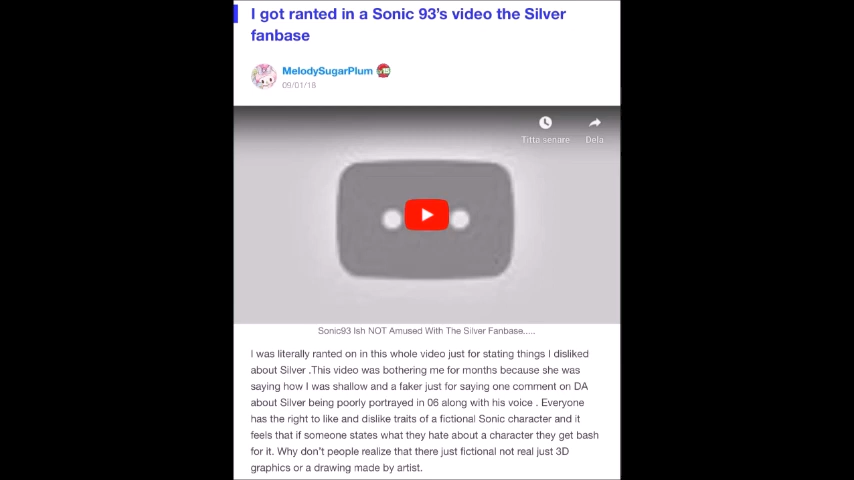 I got ranted in a Sonic 93's video the Silver
fanbase
MelodySugarPlum
09/01/18
Titta senare
Dela
Sonic93 Ish NOT Amused With The Silver Fanbase.....
I was literally ranted on in this whole video just for stating things I disliked
about Silver .This video was bothering me for months because she was
saying how I was shallow and a faker just for saying one comment on DA
about Silver being poorly portrayed in 06 along with his voice . Everyone
has the right to like and dislike traits of a fictional Sonic character and it
feels that if someone states what they hate about a character they get bash
for it. Why don't people realize that there just fictional not real just 3D
graphics or a drawing made by artist.